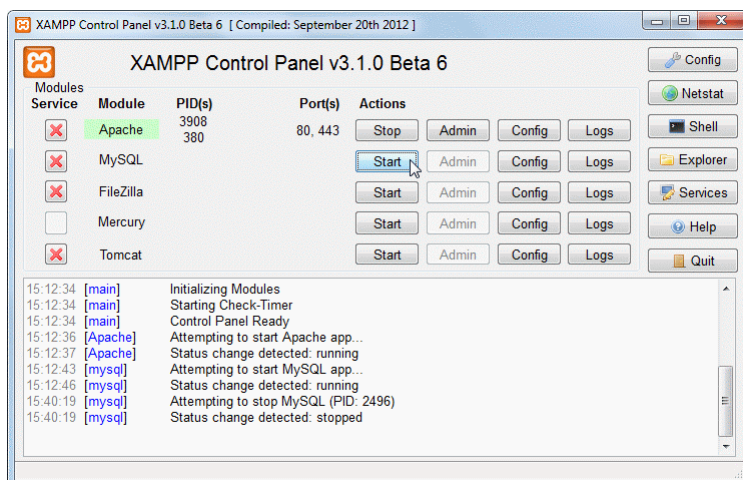 XAMPP Control Panel v3.1.0 Beta 6 [ Compiled: September 20th 2012 ]
XAMPP Control Panel v3.1.0 Beta 6
Config
Modules
Service Module PID(s) Port(s) Actions
Netstat
Apache 3908 80, 443 Stop Admin Config Logs
380
Shell
MySQL Start Admin Config Logs
Explorer
FileZilla Start Admin Config Logs
Services
Mercury Start Admin Config Logs
Help
Tomcat Start Admin Config Logs
Quit
15:12:34 [main] Initializing Modules
15:12:34 [main] Starting Check-Timer
15:12:34 [main] Control Panel Ready
15:12:36 [Apache] Attempting to start Apache app...
15:12:37 [Apache] Status change detected: running
15:12:43 [mysql] Attempting to start MySQL app...
15:12:46 [mysql] Status change detected: running
15:40:19 [mysql] Attempting to stop MySQL (PID: 2496)
15:40:19 [mysql] Status change detected: stopped